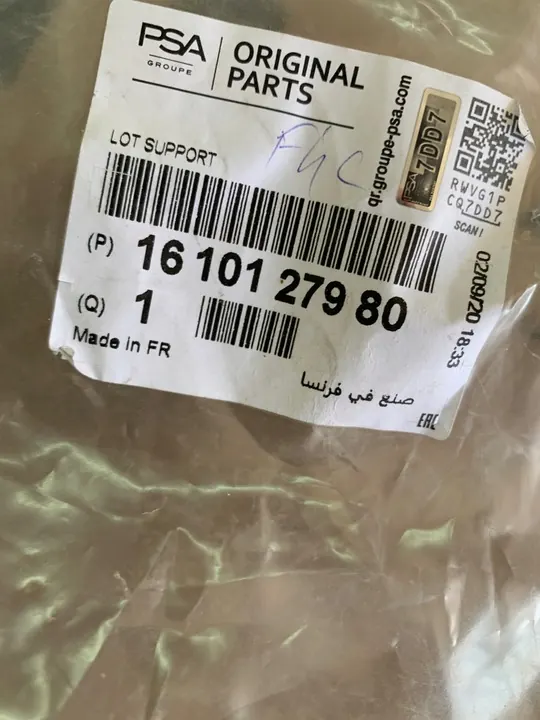 PSA
GROUPE
ORIGINAL
PARTS
qr.groupe-psa.com
PSA 7DD7
RWVG1P
CQ7DD7
SCAN!
LOT SUPPORT
(P) 16 101 279 80
(Q) 1
Made in FR
02/09/20 18:33
صنع في فرنسا
EAC